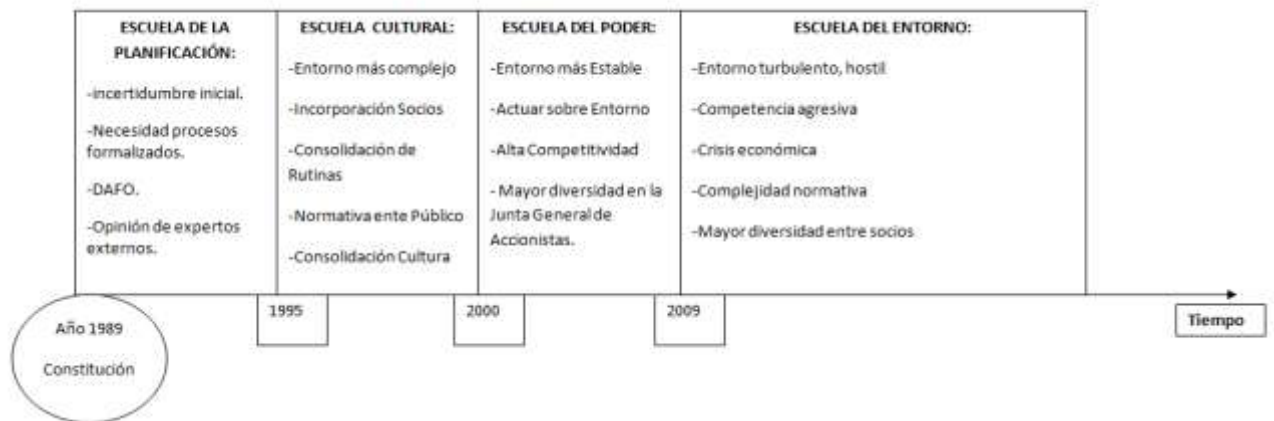 ESCUELA DE LA
PLANIFICACIÓN:
-incertidumbre inicial.
-Necesidad procesos
formalizados.
-DAFO.
-Opinión de expertos
externos.
ESCUELA CULTURAL:
-Entorno más complejo
-Incorporación Socios
-Consolidación de
Rutinas
-Normativa ente Público
-Consolidación Cultura
ESCUELA DEL PODER:
-Entorno más Estable
-Actuar sobre Entorno
-Alta Competitividad
- Mayor diversidad en la
Junta General de
Accionistas.
ESCUELA DEL ENTORNO:
-Entorno turbulento, hostil
-Competencia agresiva
-Crisis económica
-Complejidad normativa
-Mayor diversidad entre socios
Año 1989
Constitución
1995
2000
2009
Tiempo